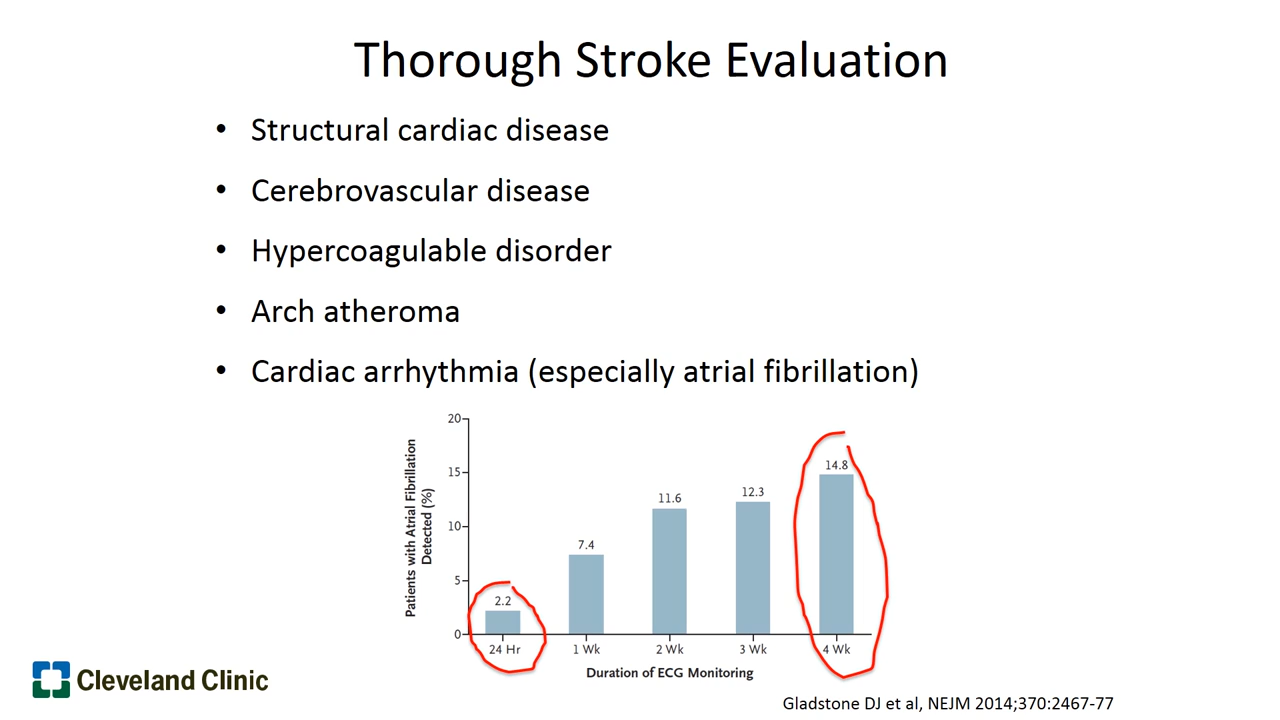 Thorough Stroke Evaluation
• Structural cardiac disease
• Cerebrovascular disease
• Hypercoagulable disorder
• Arch atheroma
• Cardiac arrhythmia (especially atrial fibrillation)
Patients with Atrial Fibrillation
Detected (%)
20
15
10
5
0
2.2
7.4
11.6
12.3
14.8
24 Hr
1 Wk
2 Wk
3 Wk
4 Wk
Duration of ECG Monitoring
Cleveland Clinic
Gladstone DJ et al, NEJM 2014;370:2467-77